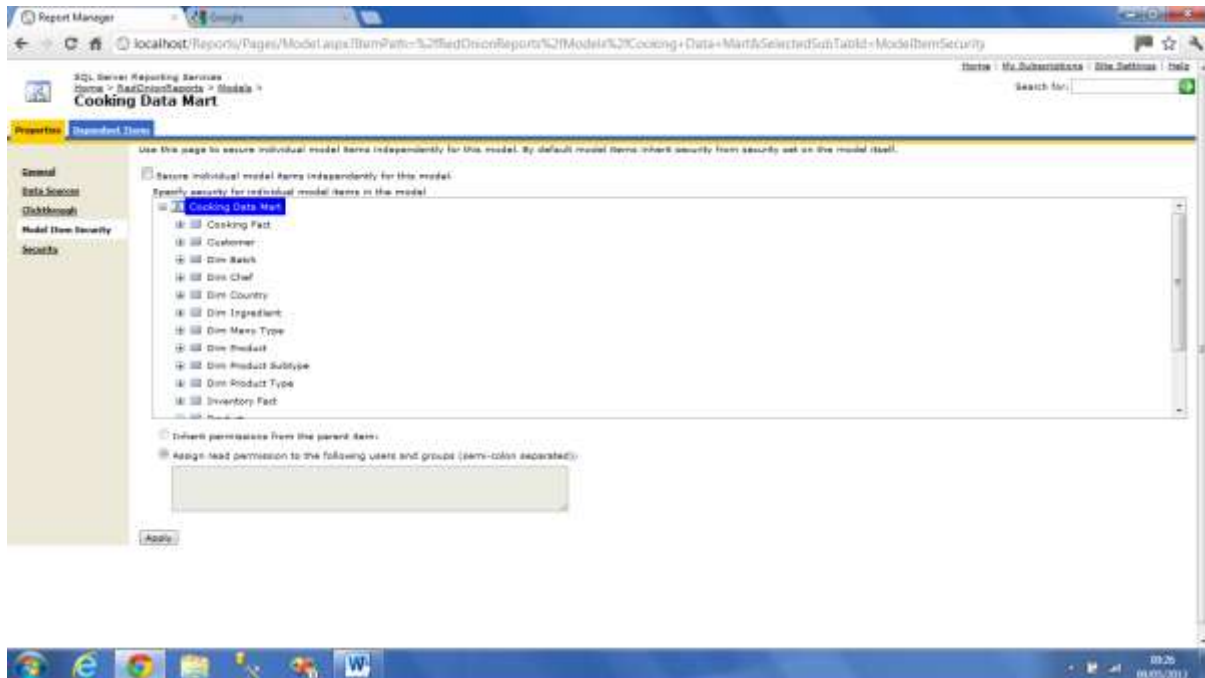 Report Manager
Google
localhost/Reports/Pages/Model.aspx?ItemPath=%2fRedOnionReports%2fModels%2fCooking+Data+Mart&SelectedSubTabId=ModelItemSecurity
Home | My Subscriptions | Site Settings | Help
SQL Server Reporting Services
Home > RedOnionReports > Models >
Search for:
Cooking Data Mart
Properties
Dependent Items
Use this page to secure individual model items independently for this model. By default model items inherit security from security set on the model itself.
General
Data Sources
Clickthrough
Model Item Security
Security
Secure individual model items independently for this model
Specify security for individual model items in the model
Cooking Data Mart
Cooking Fact
Customer
Dim Batch
Dim Chef
Dim Country
Dim Ingredient
Dim Menu Type
Dim Product
Dim Product Subtype
Dim Product Type
Inventory Fact
Inherit permissions from the parent item:
Assign read permission to the following users and groups (semi-colon separated):
Apply